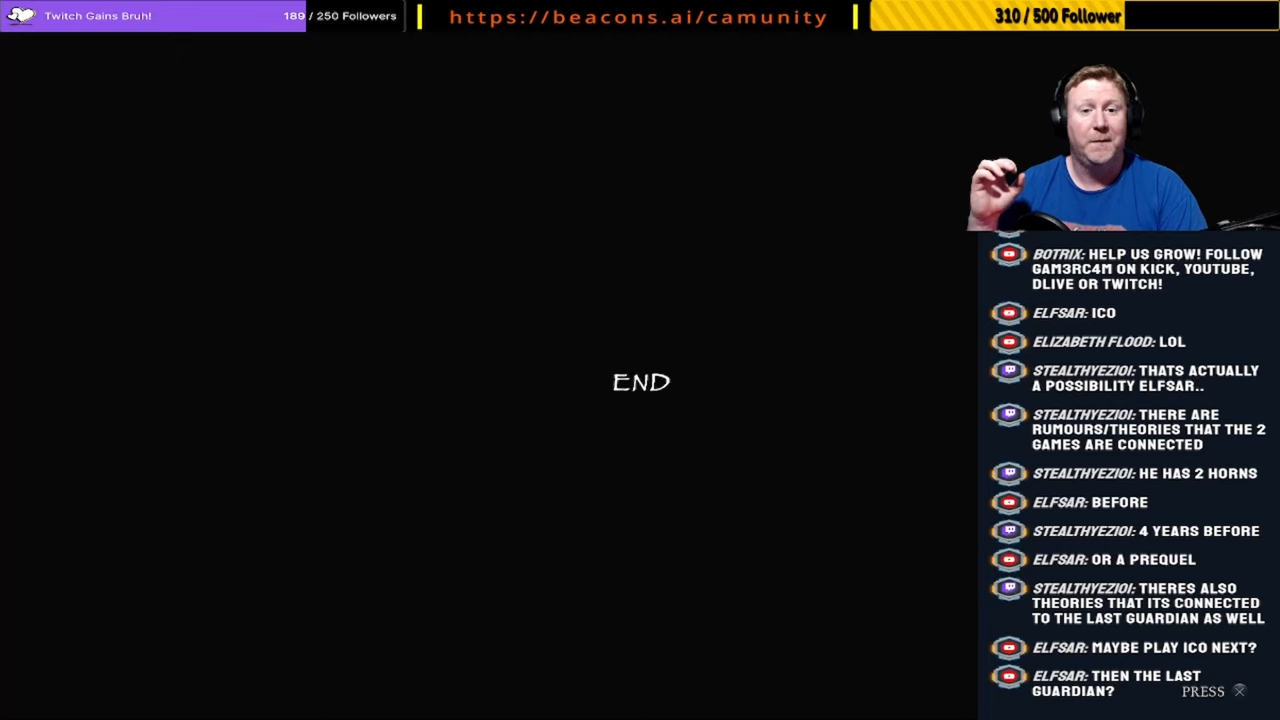 Twitch Gains Bruh!
189 / 250 Followers
https://beacons.ai/camunity
310 / 500 Follower
BOTRIX: HELP US GROW! FOLLOW
GAM3RC4M ON KICK, YOUTUBE,
DLIVE OR TWITCH!
ELFSAR: ICO
ELIZABETH FLOOD: LOL
STEALTHYEZIOI: THATS ACTUALLY
A POSSIBILITY ELFSAR..
STEALTHYEZIOI: THERE ARE
RUMOURS/THEORIES THAT THE 2
GAMES ARE CONNECTED
STEALTHYEZIOI: HE HAS 2 HORNS
ELFSAR: BEFORE
STEALTHYEZIOI: 4 YEARS BEFORE
ELFSAR: OR A PREQUEL
STEALTHYEZIOI: THERES ALSO
THEORIES THAT ITS CONNECTED
TO THE LAST GUARDIAN AS WELL
ELFSAR: MAYBE PLAY ICO NEXT?
ELFSAR: THEN THE LAST
GUARDIAN?
END
PRESS